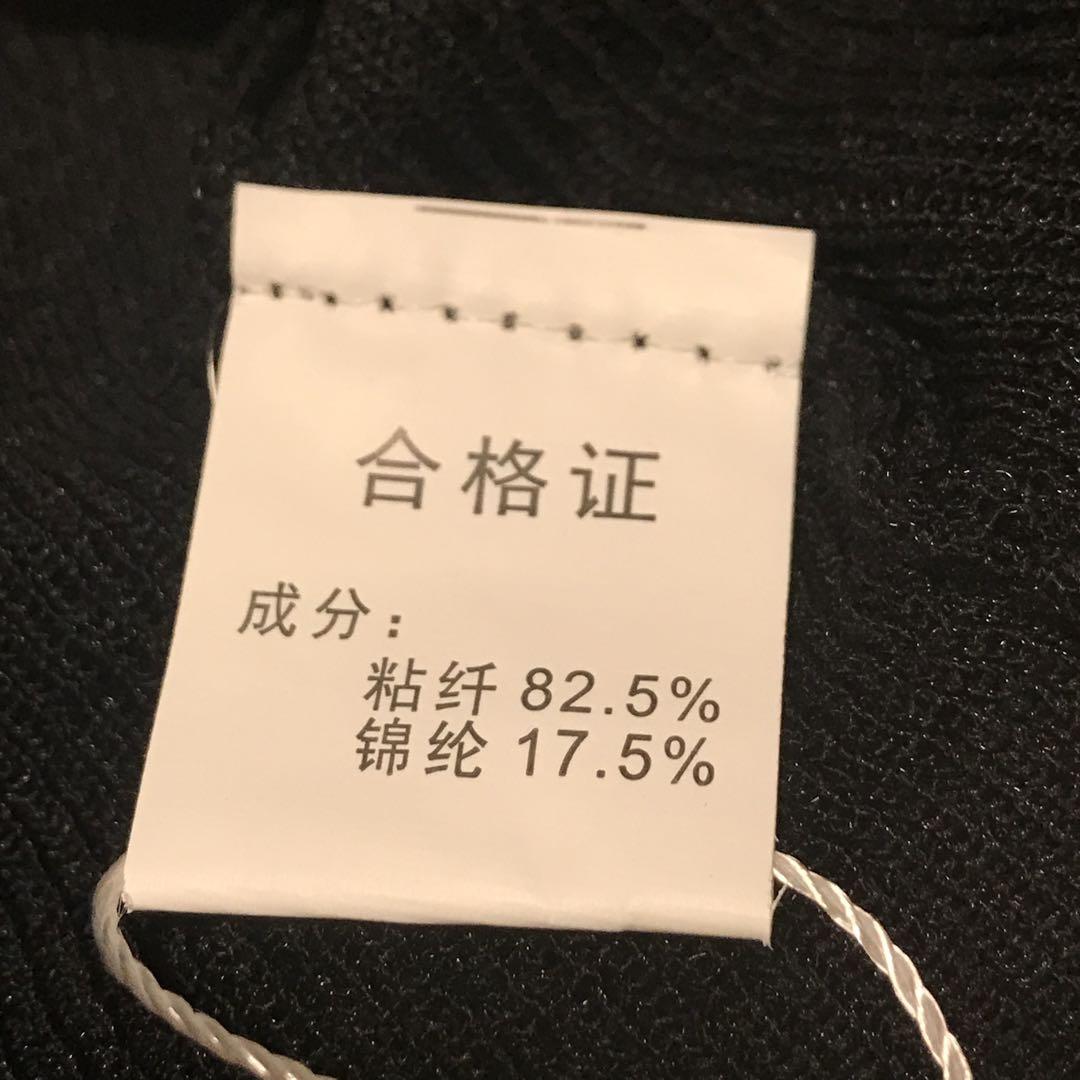 合格证
成分：
粘纤 82.5%
锦纶 17.5%